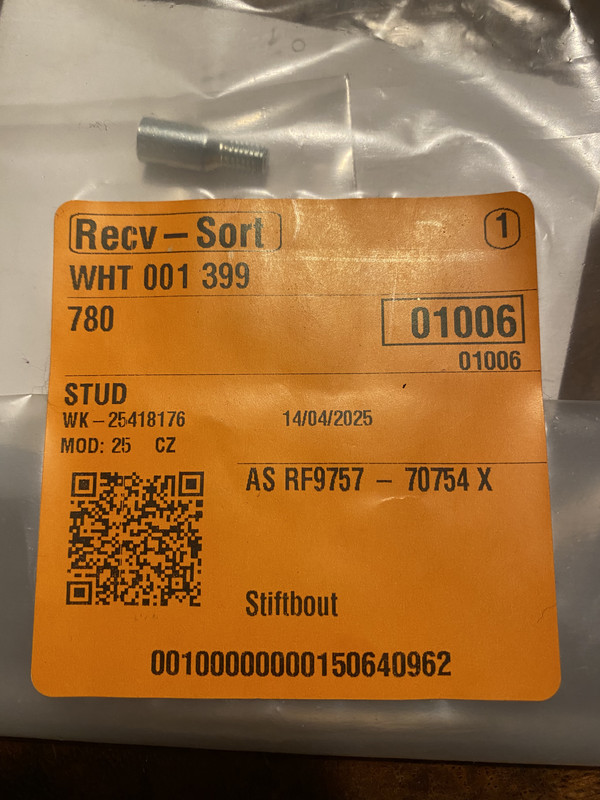 Recv – Sort 1
WHT 001 399
780 01006
01006
STUD
WK – 25418176 14/04/2025
MOD: 25 CZ
AS RF9757 – 70754 X
Stiftbout
00100000000150640962